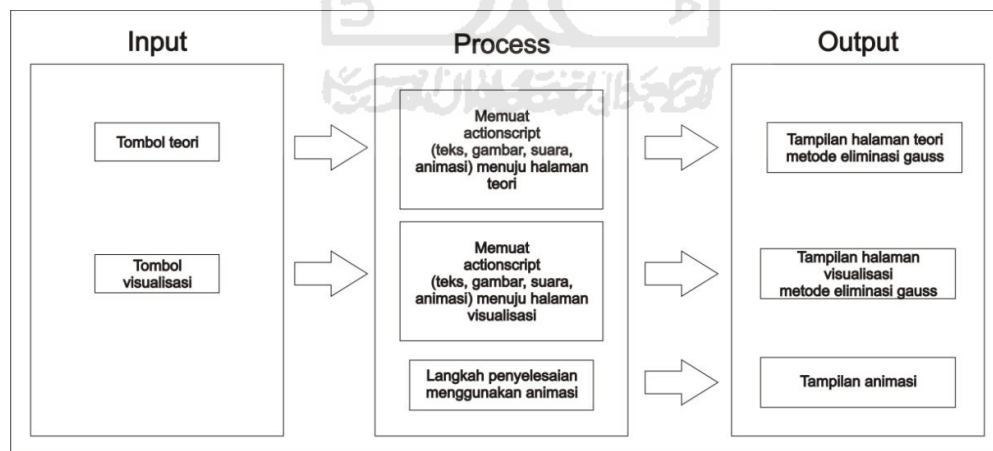 Input
Process
Output
Tombol teori
Memuat
actionscript
(teks, gambar, suara,
animasi) menuju halaman
teori
Tampilan halaman teori
metode eliminasi gauss
Tombol
visualisasi
Memuat
actionscript
(teks, gambar, suara,
animasi) menuju halaman
visualisasi
Tampilan halaman
visualisasi
metode eliminasi gauss
Langkah penyelesaian
menggunakan animasi
Tampilan animasi